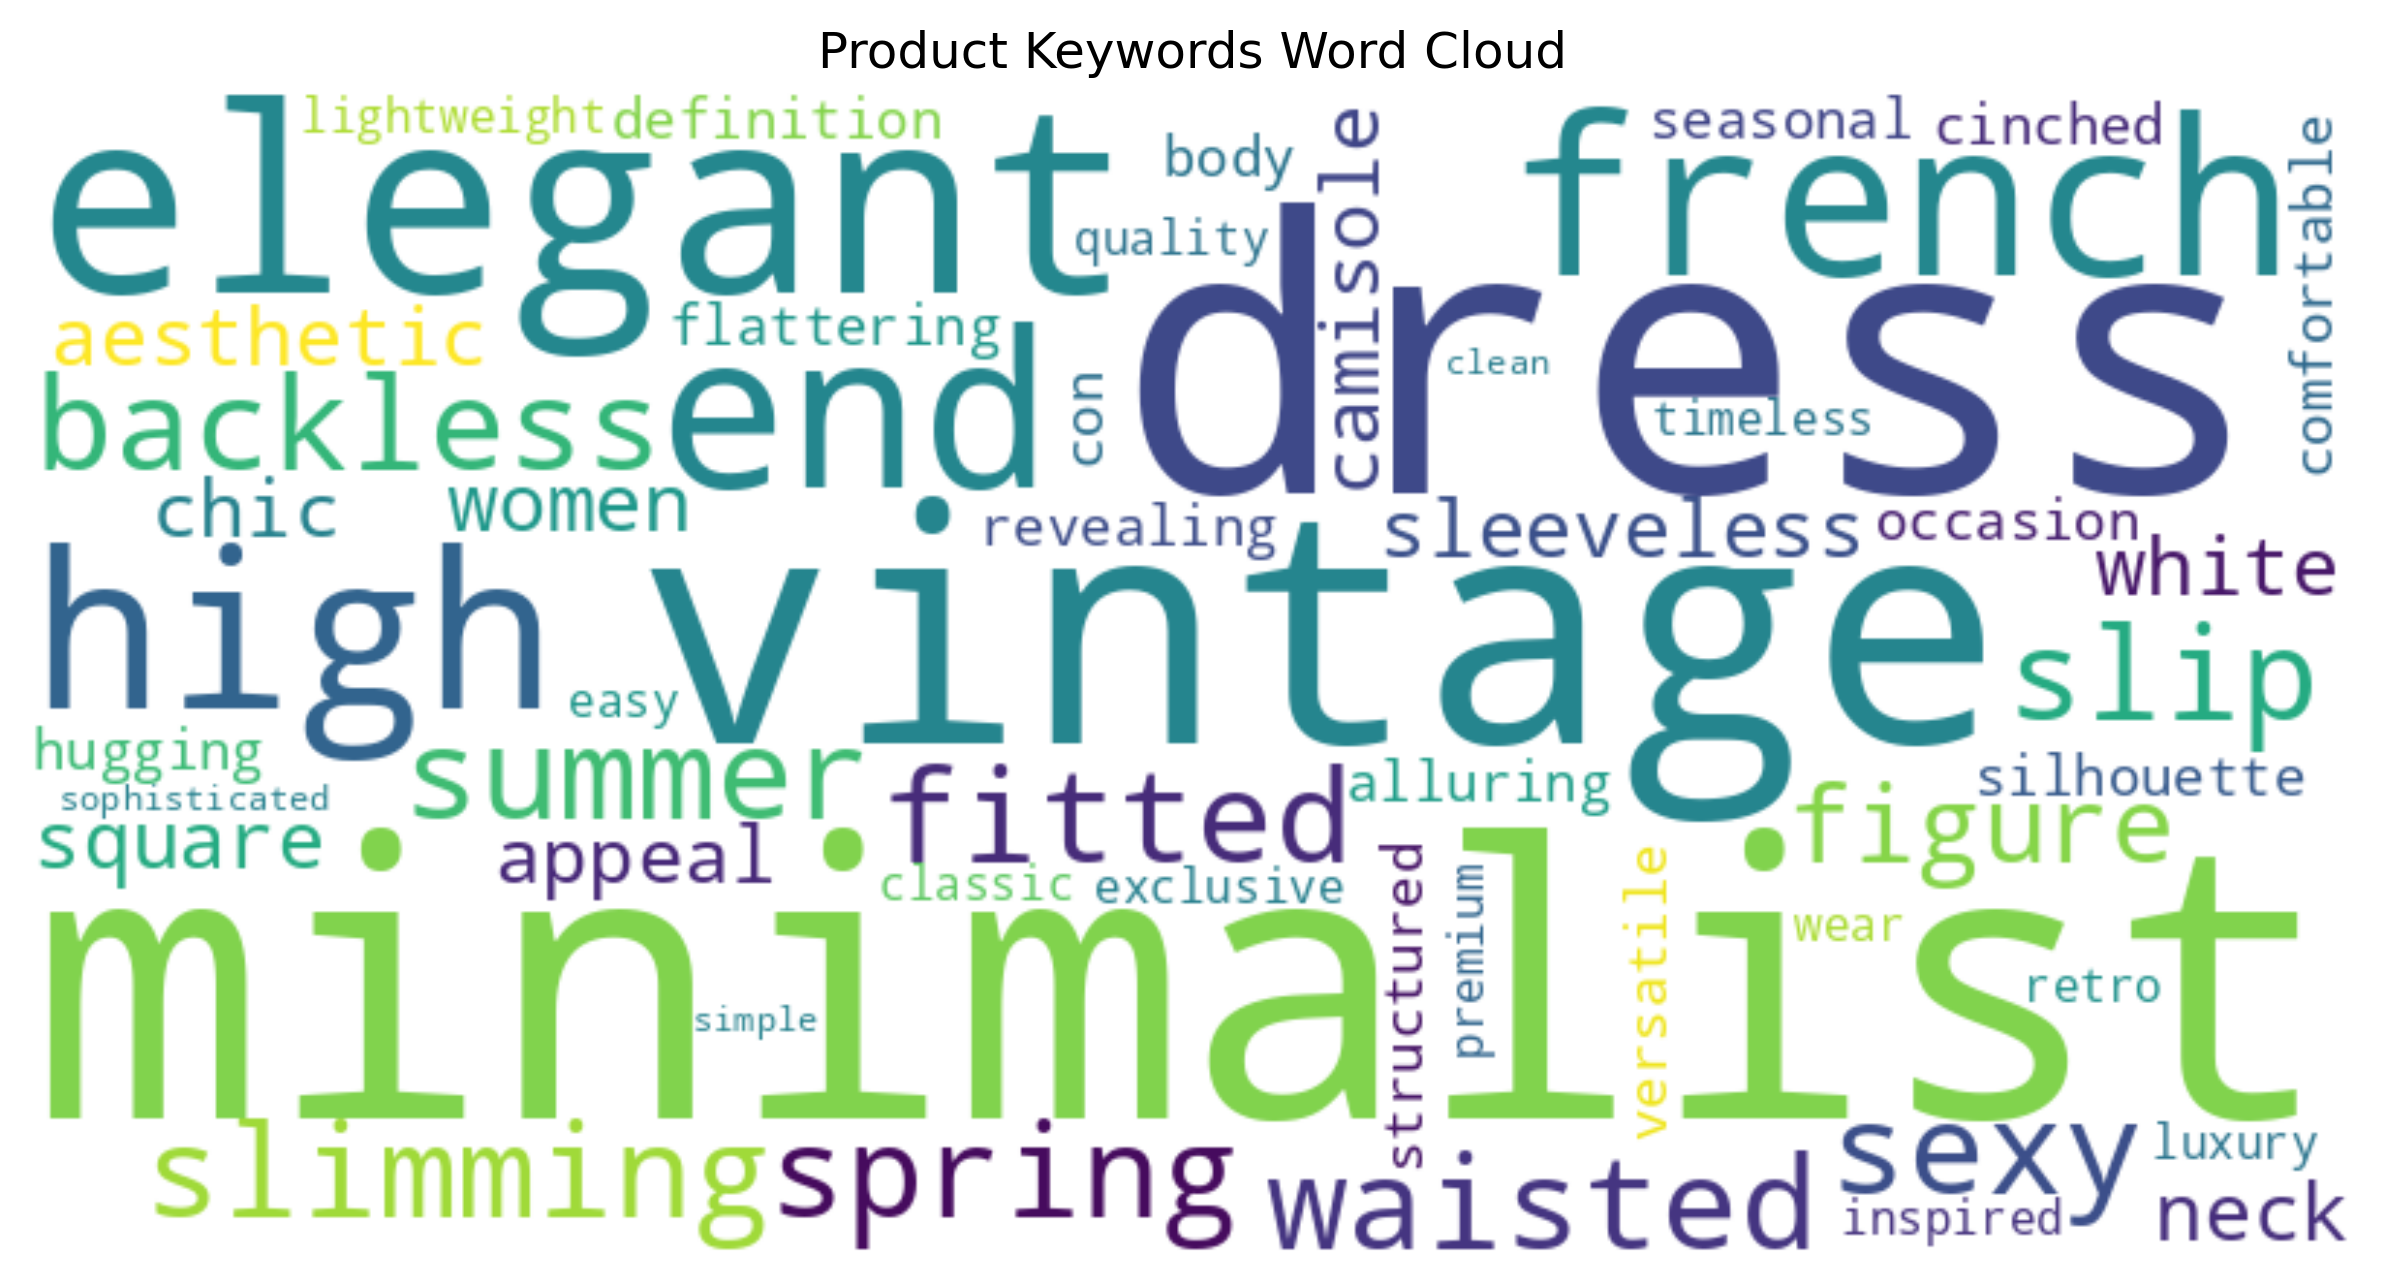 Product Keywords Word Cloud
lightweight
definition
seasonal
cinched
elegant
body
camisole
french
comfortable
quality
dress
aesthetic
flattering
clean
backless
end
con
timeless
chic
women
revealing
sleeveless
occasion
white
high
vintage
slip
easy
hugging
summer
fitted
alluring
silhouette
sophisticated
square
appeal
figure
classic
exclusive
structured
premium
versatile
minimalist
wear
retro
simple
slimming
spring
waisted
sexy
luxury
inspired
neck